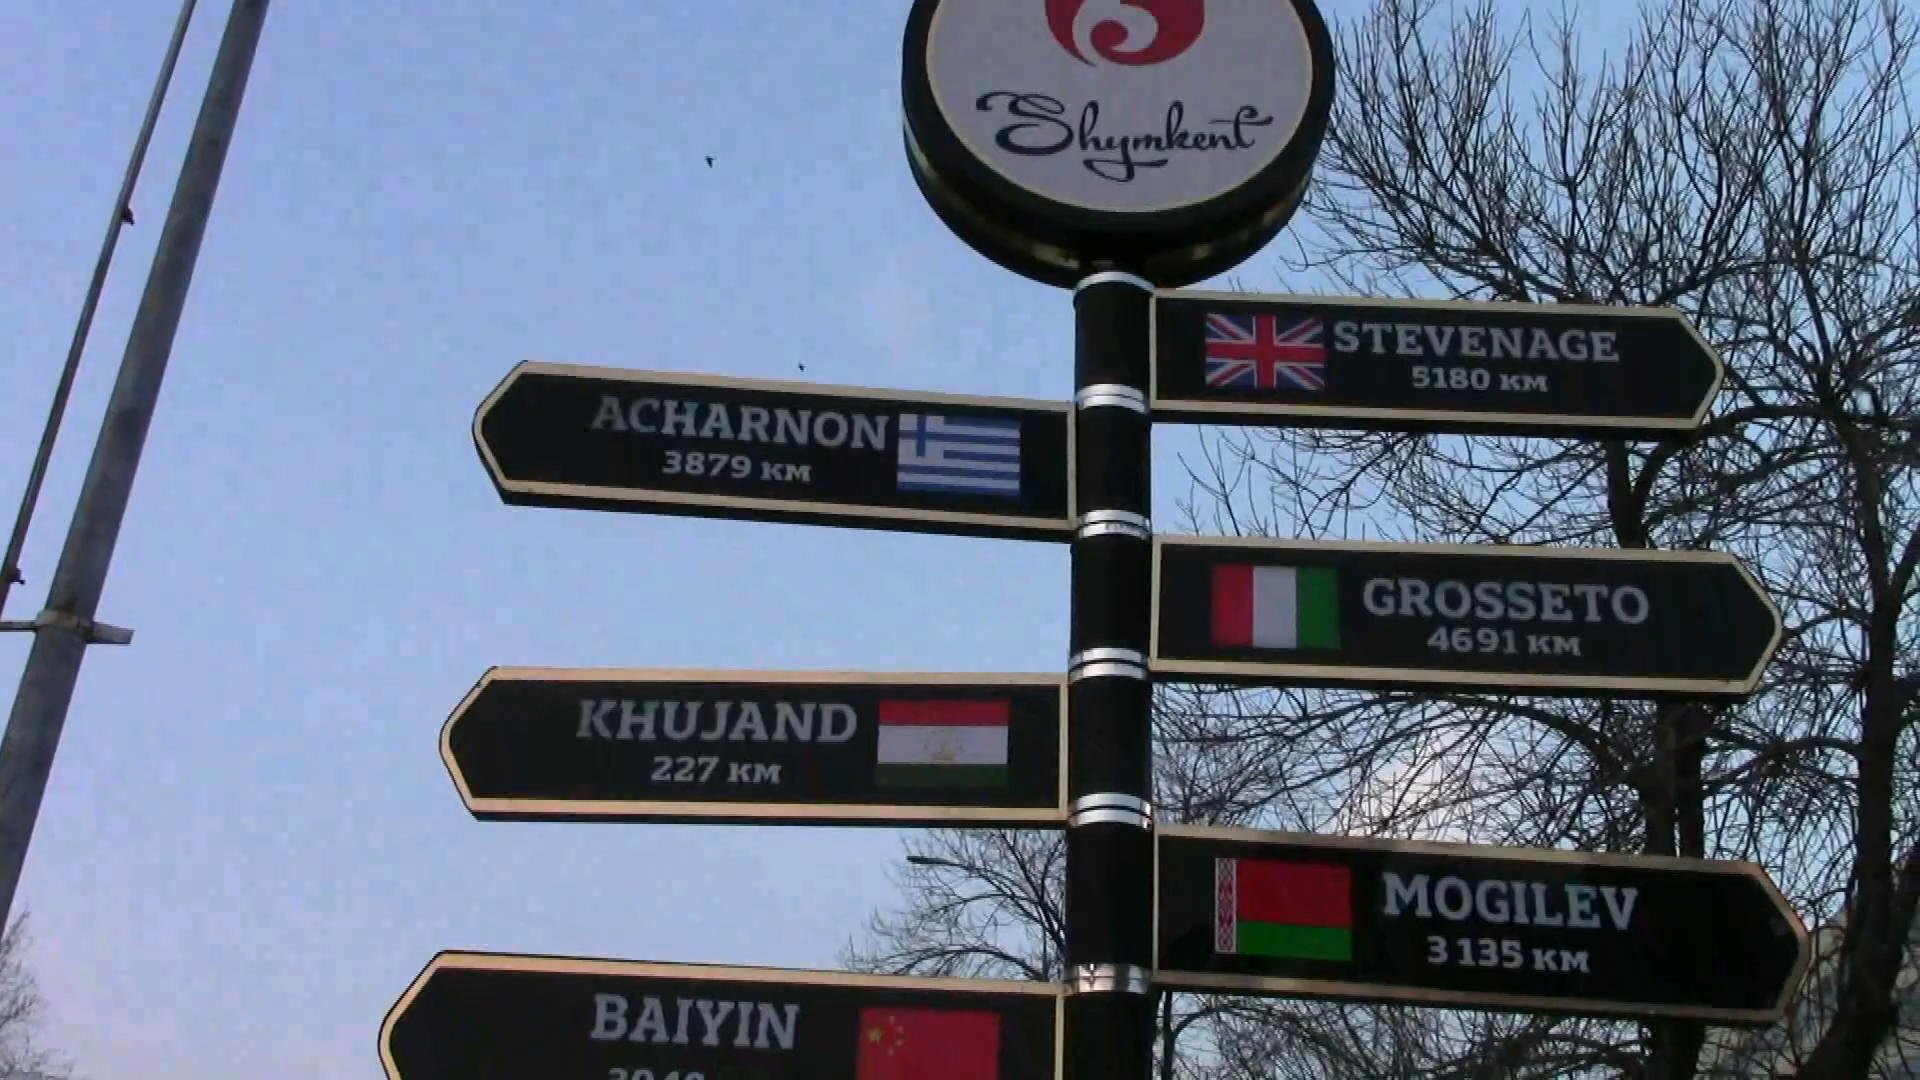 Shymkent
STEVENAGE
5180 км
ACHARNON
3879 км
GROSSETO
4691 км
KHUJAND
227 км
MOGILEV
3 135 км
BAIYIN